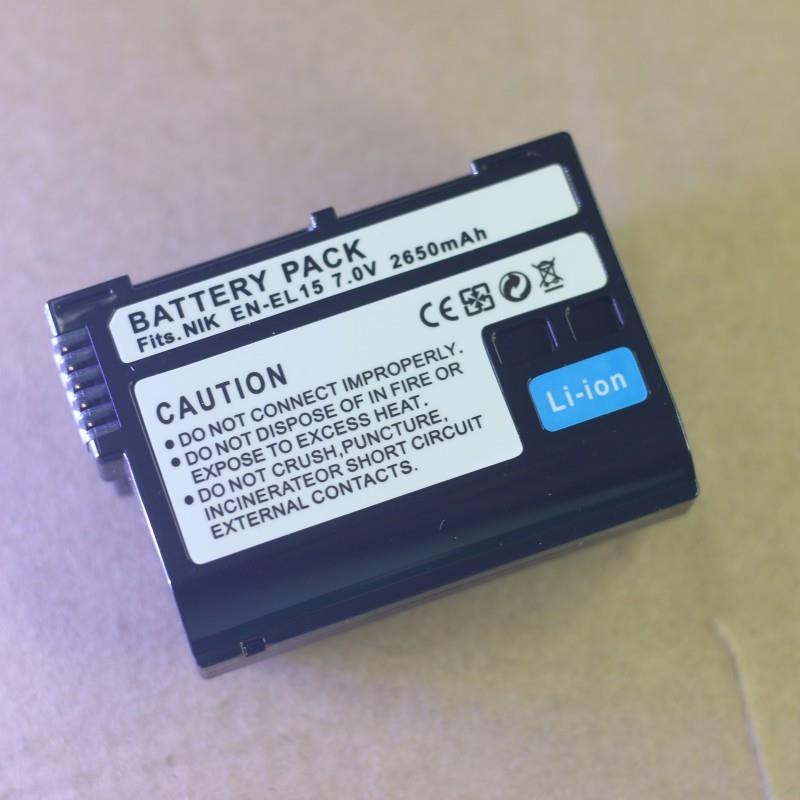 BATTERY PACK
Fits.NIK EN-EL15 7.0V 2650mAh
CE
CAUTION
● DO NOT CONNECT IMPROPERLY.
● DO NOT DISPOSE OF IN FIRE OR
EXPOSE TO EXCESS HEAT.
● DO NOT CRUSH,PUNCTURE,
INCINERATEOR SHORT CIRCUIT
EXTERNAL CONTACTS.
Li-ion